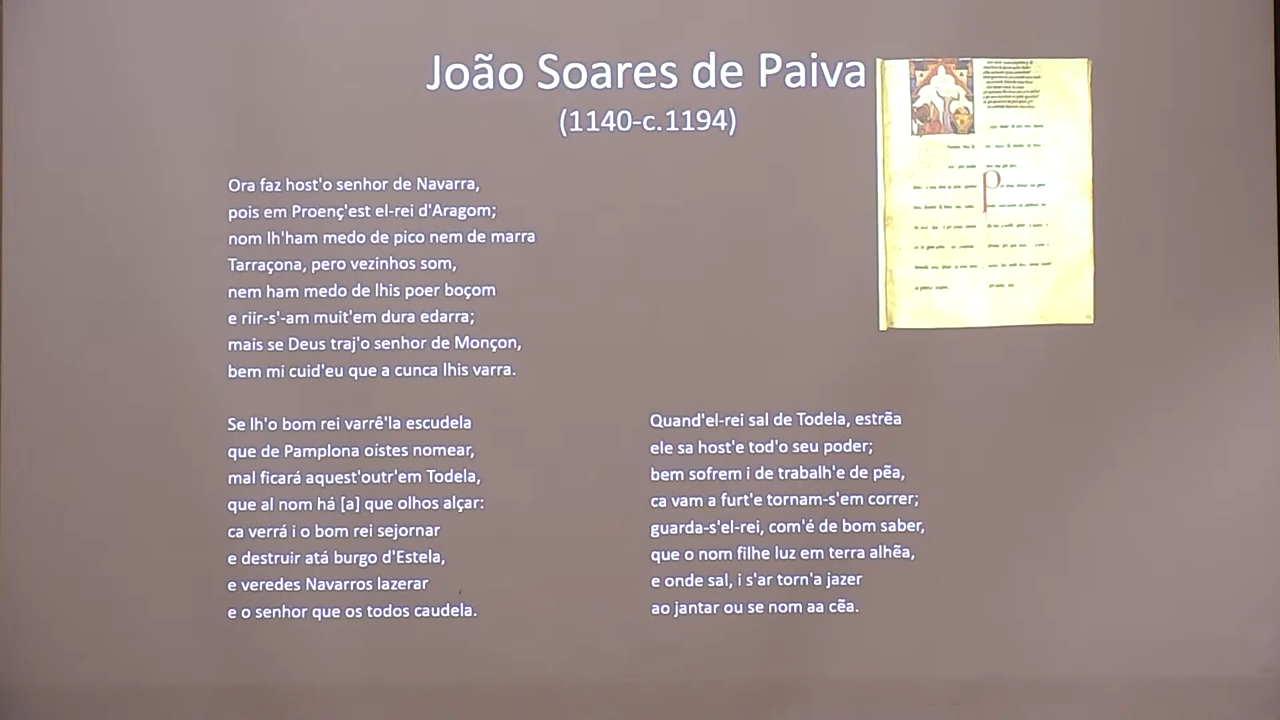 João Soares de Paiva
(1140-c.1194)
Ora faz host'o senhor de Navarra,
pois em Proenç'est el-rei d'Aragom;
nom lh'ham medo de pico nem de marra
Tarraçona, pero vezinhos som,
nem ham medo de lhis poer boçom
e riir-s'-am muit'em dura edarra;
mais se Deus traj'o senhor de Monçon,
bem mi cuid'eu que a cunca lhis varra.
Se lh'o bom rei varrê'la escudela
que de Pamplona oístes nomear,
mal ficará aquest'outr'em Todela,
que al nom há [a] que olhos alçar:
ca verrá i o bom rei sejornar
e destruir atá burgo d'Estela,
e veredes Navarros lazerar
e o senhor que os todos caudela.
Quand'el-rei sal de Todela, estrẽa
ele sa host'e tod'o seu poder;
bem sofrem i de trabalh'e de pẽa,
ca vam a furt'e tornam-s'em correr;
guarda-s'el-rei, com'é de bom saber,
que o nom filhe luz em terra alhẽa,
e onde sal, i s'ar torn'a jazer
ao jantar ou se nom aa cẽa.